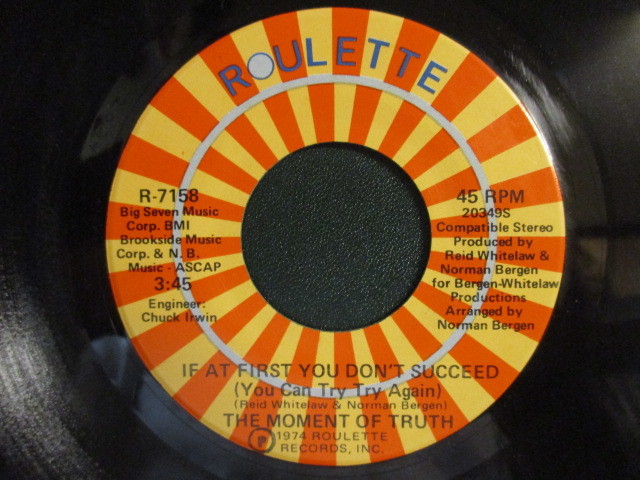 ROULETTE
R-7158
Big Seven Music
Corp. BMI
Brookside Music
Corp. & N. B.
Music - ASCAP
3:45
Engineer:
Chuck Irwin
45 RPM
20349S
Compatible Stereo
Produced by
Reid Whitelaw &
Norman Bergen
for Bergen-Whitelaw
Productions
Arranged by
Norman Bergen
IF AT FIRST YOU DON'T SUCCEED
(You Can Try Try Again)
(Reid Whitelaw & Norman Bergen)
THE MOMENT OF TRUTH
℗ 1974 ROULETTE
RECORDS, INC.